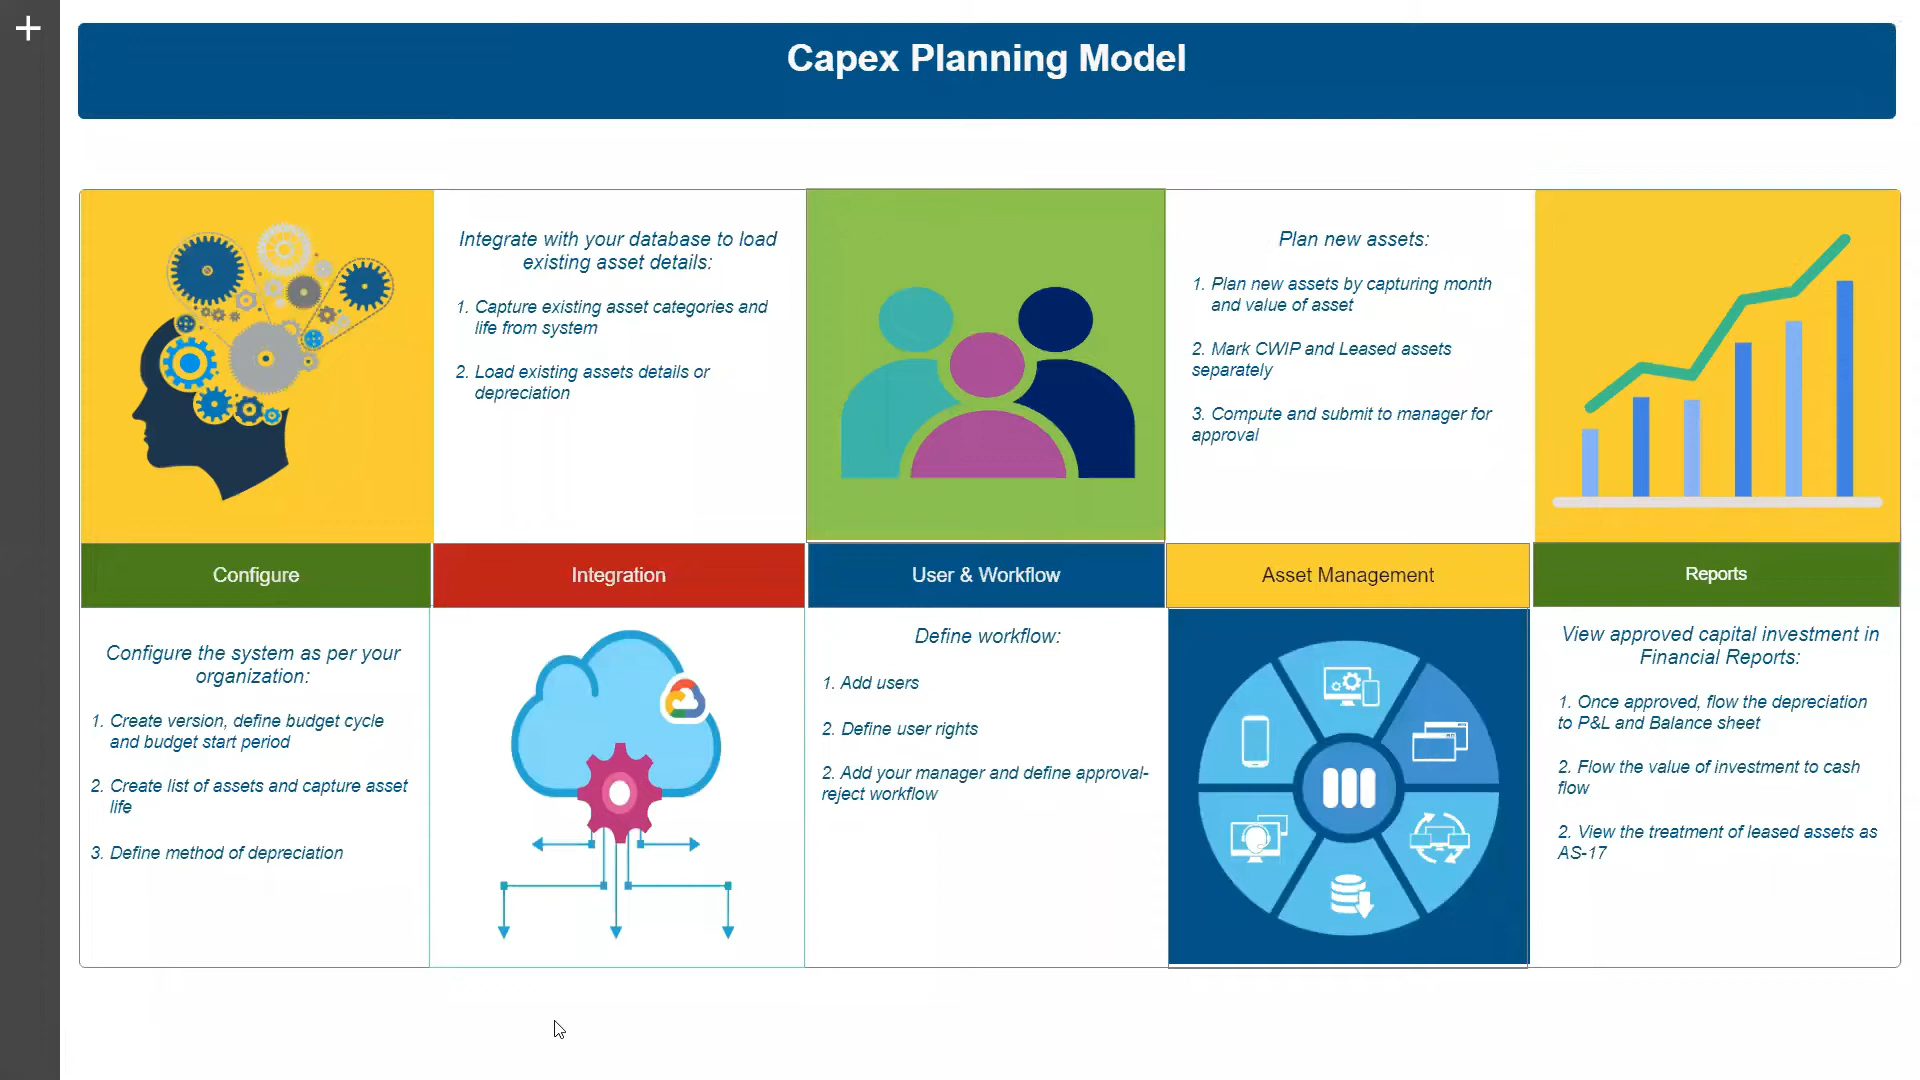 Capex Planning Model
Integrate with your database to load
existing asset details:
1. Capture existing asset categories and
life from system
2. Load existing assets details or
depreciation
Plan new assets:
1. Plan new assets by capturing month
and value of asset
2. Mark CWIP and Leased assets
separately
3. Compute and submit to manager for
approval
Configure
Integration
User & Workflow
Asset Management
Reports
Configure the system as per your
organization:
1. Create version, define budget cycle
and budget start period
2. Create list of assets and capture asset
life
3. Define method of depreciation
Define workflow:
1. Add users
2. Define user rights
2. Add your manager and define approval-
reject workflow
View approved capital investment in
Financial Reports:
1. Once approved, flow the depreciation
to P&L and Balance sheet
2. Flow the value of investment to cash
flow
2. View the treatment of leased assets as
AS-17